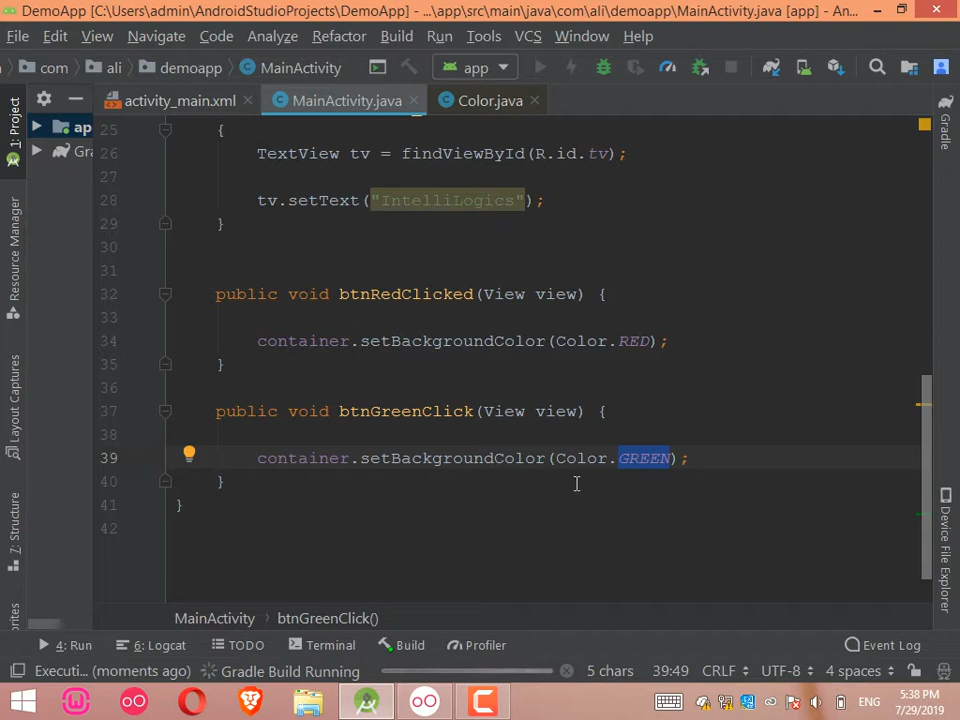 DemoApp [C:\Users\admin\AndroidStudioProjects\DemoApp] - ...\app\src\main\java\com\ali\demoapp\MainActivity.java [app] - An...
File Edit View Navigate Code Analyze Refactor Build Run Tools VCS Window Help
com ali demoapp MainActivity app
activity_main.xml MainActivity.java Color.java
1: Project
ap
Gra
Resource Manager
Layout Captures
7: Structure
Gradle
Device File Explorer
25 {
26 TextView tv = findViewById(R.id.tv);
27
28 tv.setText("IntelliLogics");
29 }
30
31
32 public void btnRedClicked(View view) {
33
34 container.setBackgroundColor(Color.RED);
35 }
36
37 public void btnGreenClick(View view) {
38
39 container.setBackgroundColor(Color.GREEN);
40 }
41 }
42
MainActivity btnGreenClick()
4: Run 6: Logcat TODO Terminal Build Profiler Event Log
Executi... (moments ago) Gradle Build Running 5 chars 39:49 CRLF UTF-8 4 spaces
ENG
5:38 PM
7/29/2019